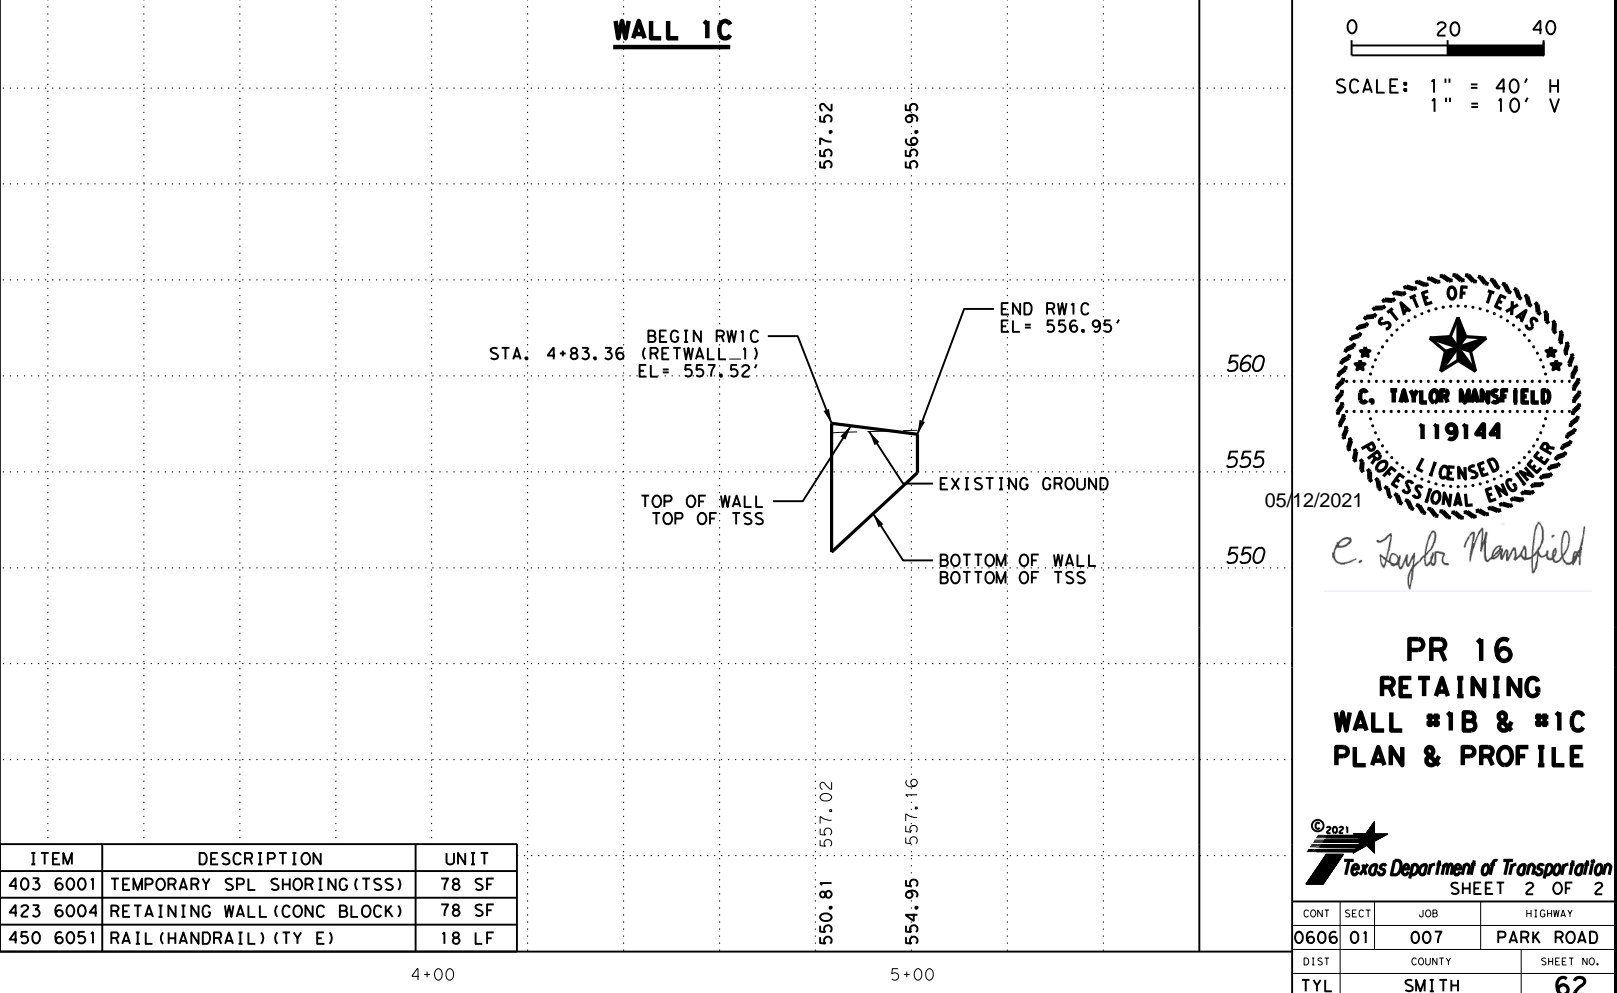 WALL 1C
557.52
556.95
BEGIN RW1C
STA. 4+83.36 (RETWALL_1)
EL= 557.52'
END RW1C
EL= 556.95'
TOP OF WALL
TOP OF TSS
EXISTING GROUND
BOTTOM OF WALL
BOTTOM OF TSS
560
555
550
557.02
557.16
550.81
554.95
ITEM DESCRIPTION UNIT
403 6001 TEMPORARY SPL SHORING(TSS) 78 SF
423 6004 RETAINING WALL(CONC BLOCK) 78 SF
450 6051 RAIL(HANDRAIL)(TY E) 18 LF
4+00 5+00
0 20 40
SCALE: 1" = 40' H
1" = 10' V
STATE OF TEXAS
C. TAYLOR MANSFIELD
119144
LICENSED
PROFESSIONAL ENGINEER
05/12/2021
C. Taylor Mansfield
PR 16
RETAINING
WALL #1B & #1C
PLAN & PROFILE
©2021
Texas Department of Transportation
SHEET 2 OF 2
CONT SECT JOB HIGHWAY
0606 01 007 PARK ROAD
DIST COUNTY SHEET NO.
TYL SMITH 62